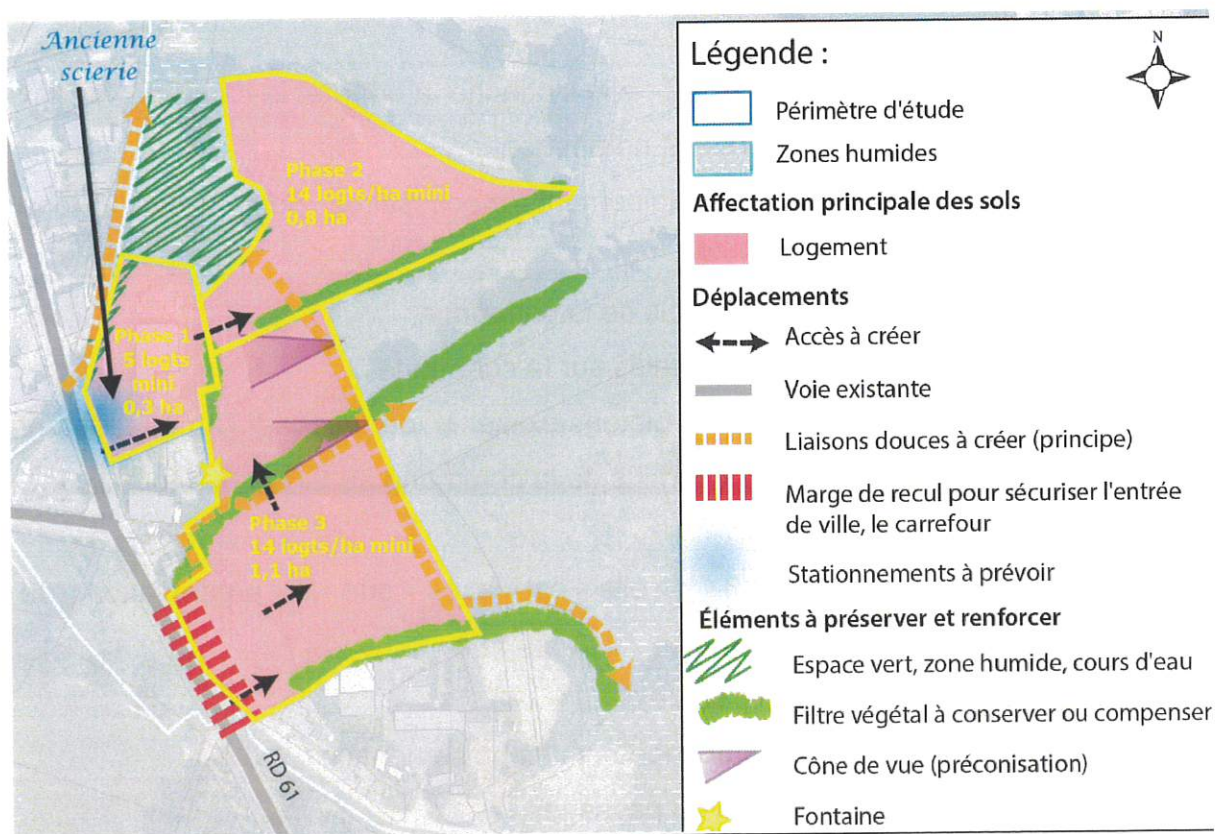 Ancienne
scierie
Phase 2
14 logts/ha mini
0,8 ha
Phase 1
5 logts
mini
0,3 ha
Phase 3
14 logts/ha mini
1,1 ha
RD 61
Légende :
N
Périmètre d'étude
Zones humides
Affectation principale des sols
Logement
Déplacements
Accès à créer
Voie existante
Liaisons douces à créer (principe)
Marge de recul pour sécuriser l'entrée
de ville, le carrefour
Stationnements à prévoir
Éléments à préserver et renforcer
Espace vert, zone humide, cours d'eau
Filtre végétal à conserver ou compenser
Cône de vue (préconisation)
Fontaine